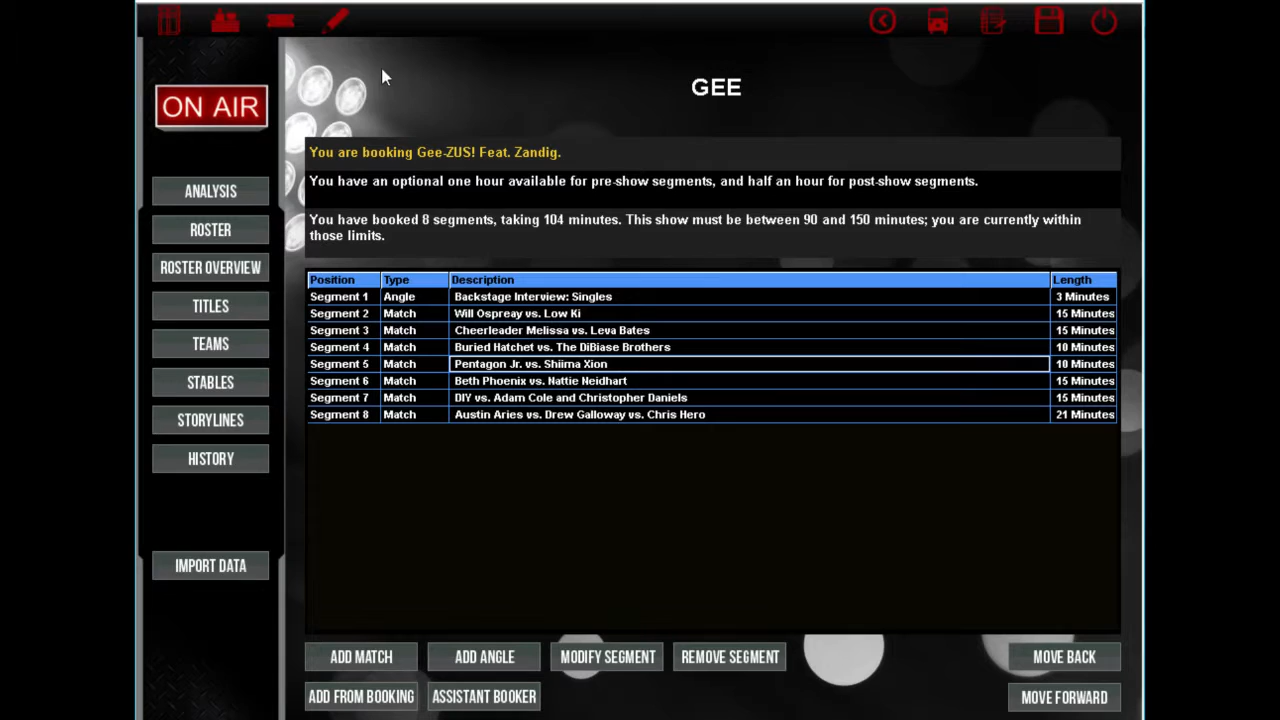 GEE
ON AIR
You are booking Gee-ZUS! Feat. Zandig.
You have an optional one hour available for pre-show segments, and half an hour for post-show segments.
You have booked 8 segments, taking 104 minutes. This show must be between 90 and 150 minutes; you are currently within
those limits.
ANALYSIS
ROSTER
ROSTER OVERVIEW
TITLES
TEAMS
STABLES
STORYLINES
HISTORY
IMPORT DATA
Position Type Description Length
Segment 1 Angle Backstage Interview: Singles 3 Minutes
Segment 2 Match Will Ospreay vs. Low Ki 15 Minutes
Segment 3 Match Cheerleader Melissa vs. Leva Bates 15 Minutes
Segment 4 Match Buried Hatchet vs. The DiBiase Brothers 10 Minutes
Segment 5 Match Pentagon Jr. vs. Shiima Xion 10 Minutes
Segment 6 Match Beth Phoenix vs. Nattie Neidhart 15 Minutes
Segment 7 Match DIY vs. Adam Cole and Christopher Daniels 15 Minutes
Segment 8 Match Austin Aries vs. Drew Galloway vs. Chris Hero 21 Minutes
ADD MATCH ADD ANGLE MODIFY SEGMENT REMOVE SEGMENT MOVE BACK
ADD FROM BOOKING ASSISTANT BOOKER MOVE FORWARD